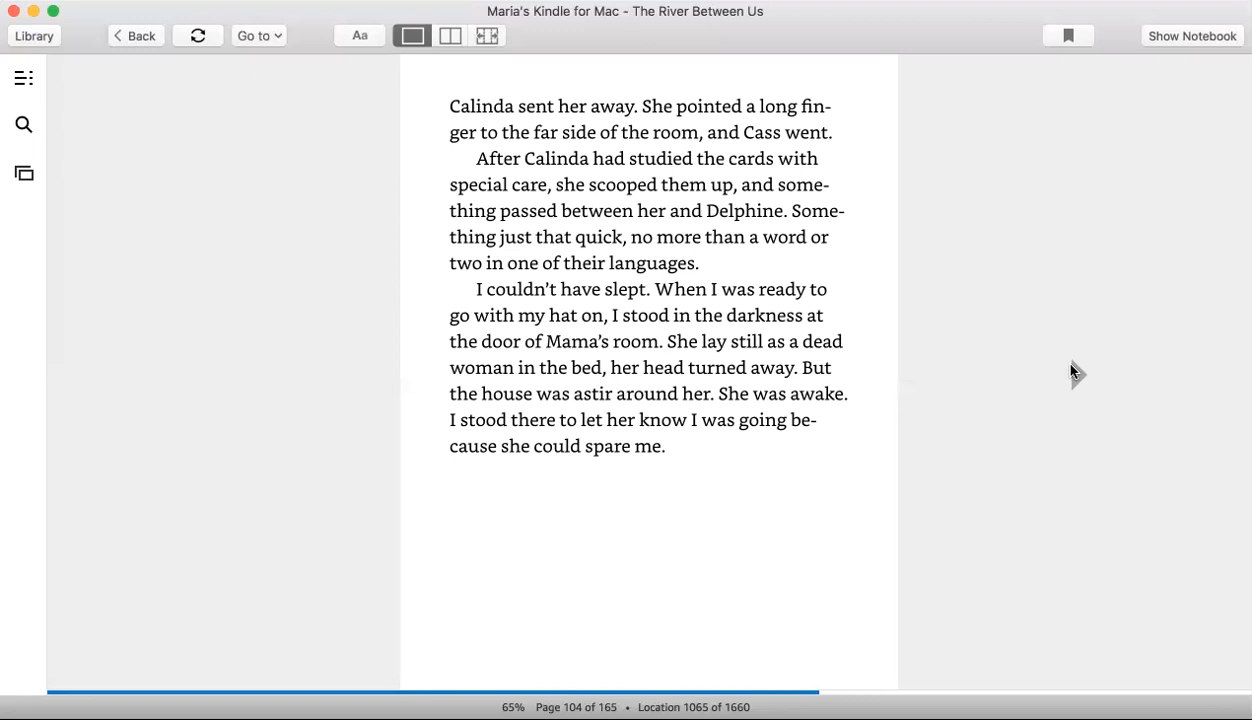 Maria's Kindle for Mac - The River Between Us
Library
Back
Go to
Aa
Show Notebook
Calinda sent her away. She pointed a long fin-
ger to the far side of the room, and Cass went.
After Calinda had studied the cards with
special care, she scooped them up, and some-
thing passed between her and Delphine. Some-
thing just that quick, no more than a word or
two in one of their languages.
I couldn’t have slept. When I was ready to
go with my hat on, I stood in the darkness at
the door of Mama’s room. She lay still as a dead
woman in the bed, her head turned away. But
the house was astir around her. She was awake.
I stood there to let her know I was going be-
cause she could spare me.
65% Page 104 of 165 • Location 1065 of 1660